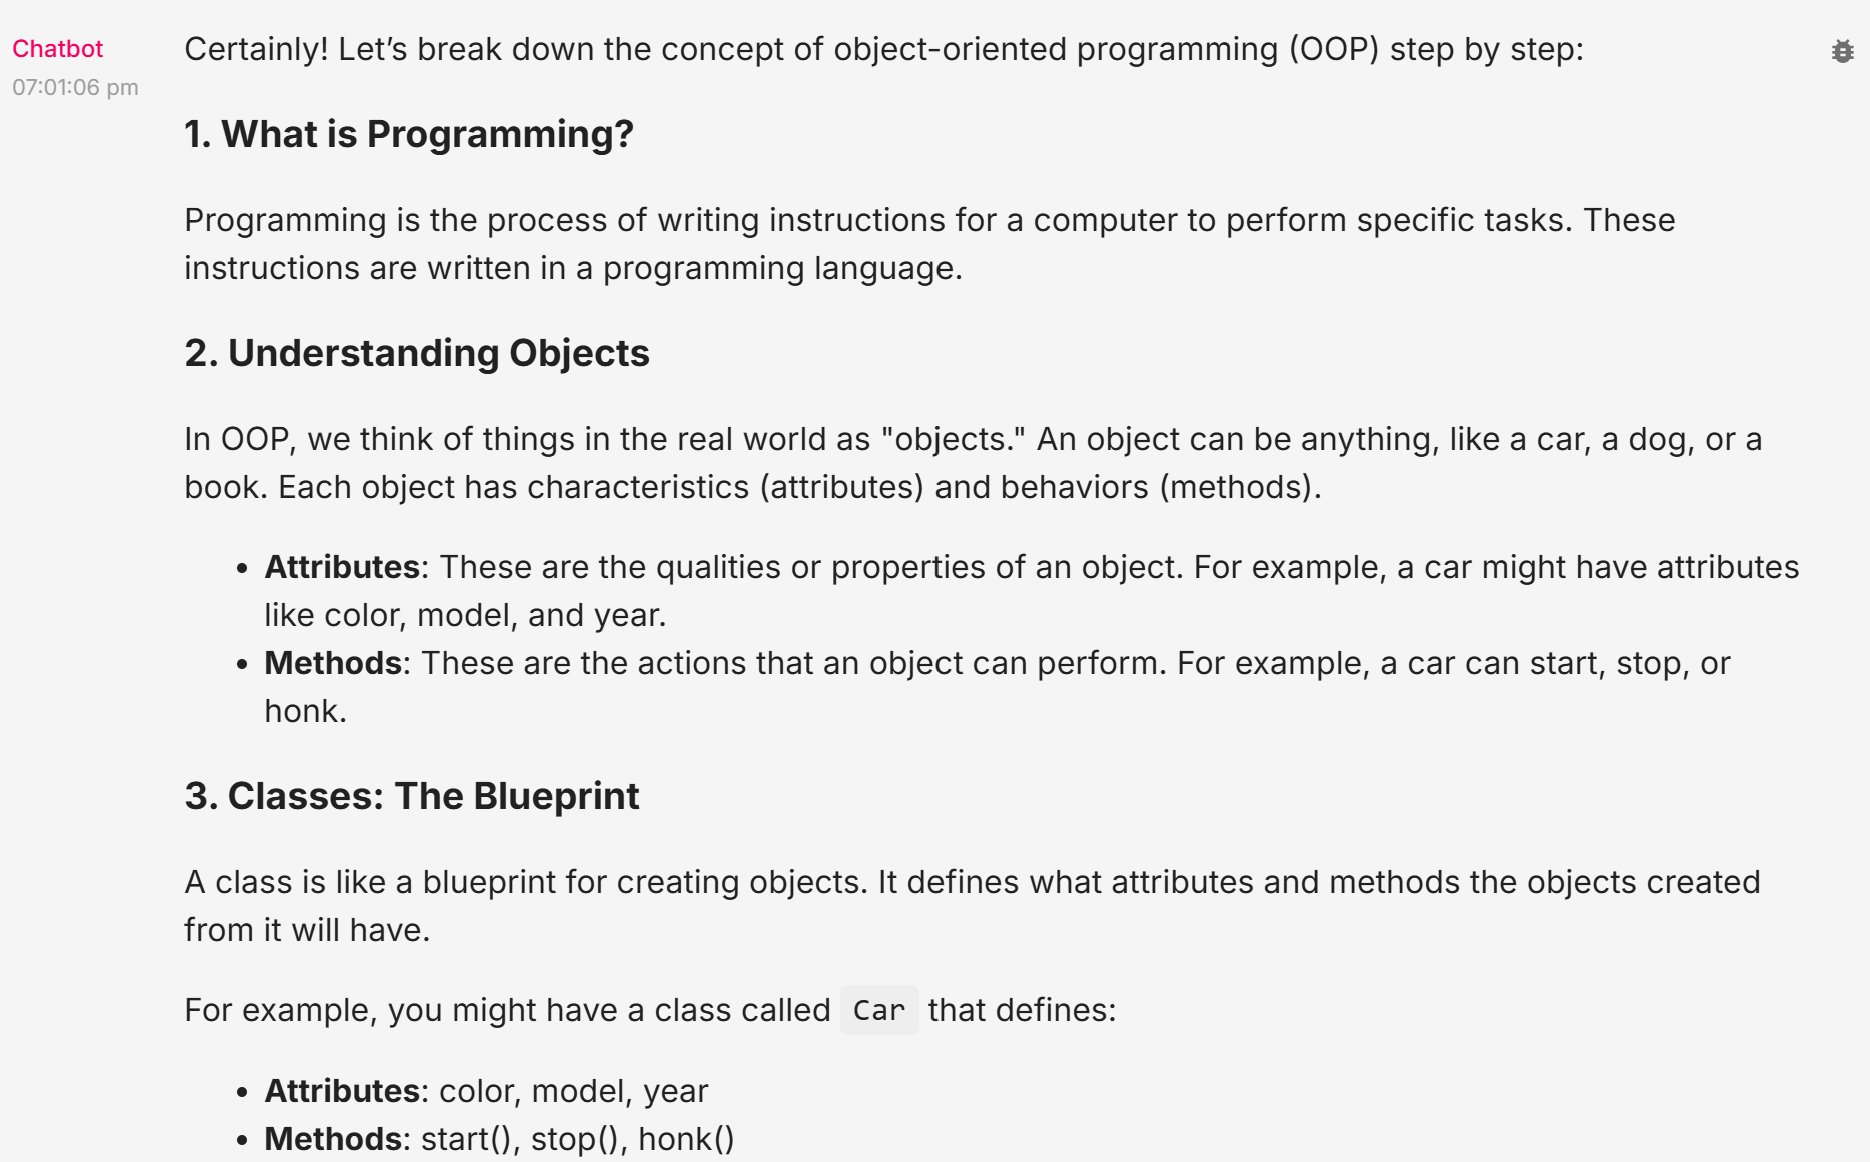 Chatbot
07:01:06 pm
Certainly! Let’s break down the concept of object-oriented programming (OOP) step by step:
1. What is Programming?
Programming is the process of writing instructions for a computer to perform specific tasks. These
instructions are written in a programming language.
2. Understanding Objects
In OOP, we think of things in the real world as "objects." An object can be anything, like a car, a dog, or a
book. Each object has characteristics (attributes) and behaviors (methods).
• Attributes: These are the qualities or properties of an object. For example, a car might have attributes
like color, model, and year.
• Methods: These are the actions that an object can perform. For example, a car can start, stop, or
honk.
3. Classes: The Blueprint
A class is like a blueprint for creating objects. It defines what attributes and methods the objects created
from it will have.
For example, you might have a class called Car that defines:
• Attributes: color, model, year
• Methods: start(), stop(), honk()